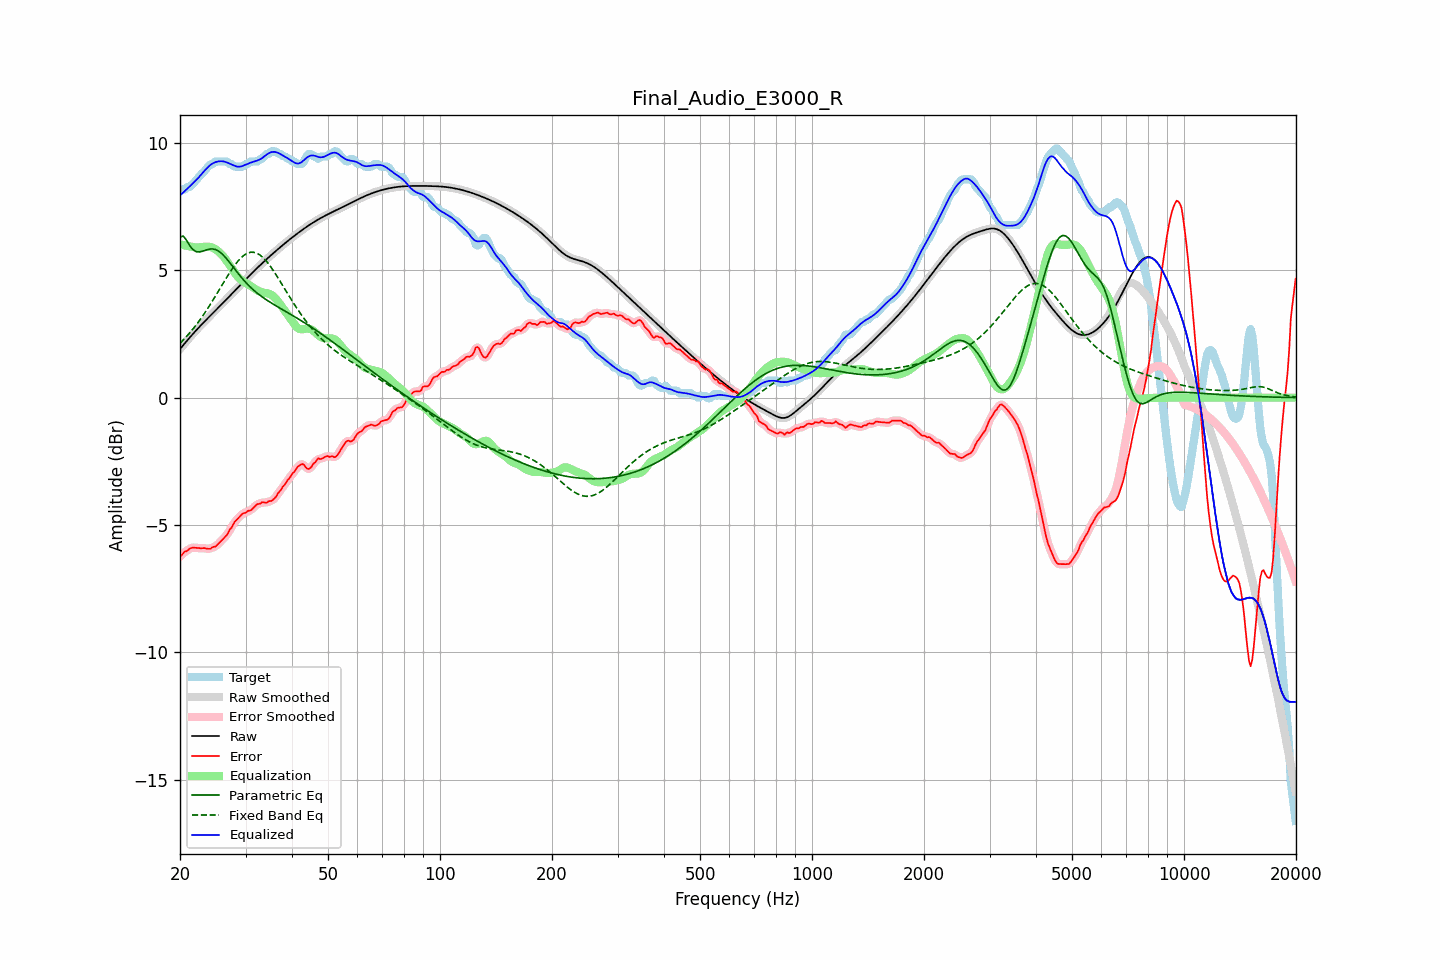 Final_Audio_E3000_R
10
5
0
−5
−10
−15
Amplitude (dBr)
Target
Raw Smoothed
Error Smoothed
Raw
Error
Equalization
Parametric Eq
Fixed Band Eq
Equalized
20 50 100 200 500 1000 2000 5000 10000 20000
Frequency (Hz)